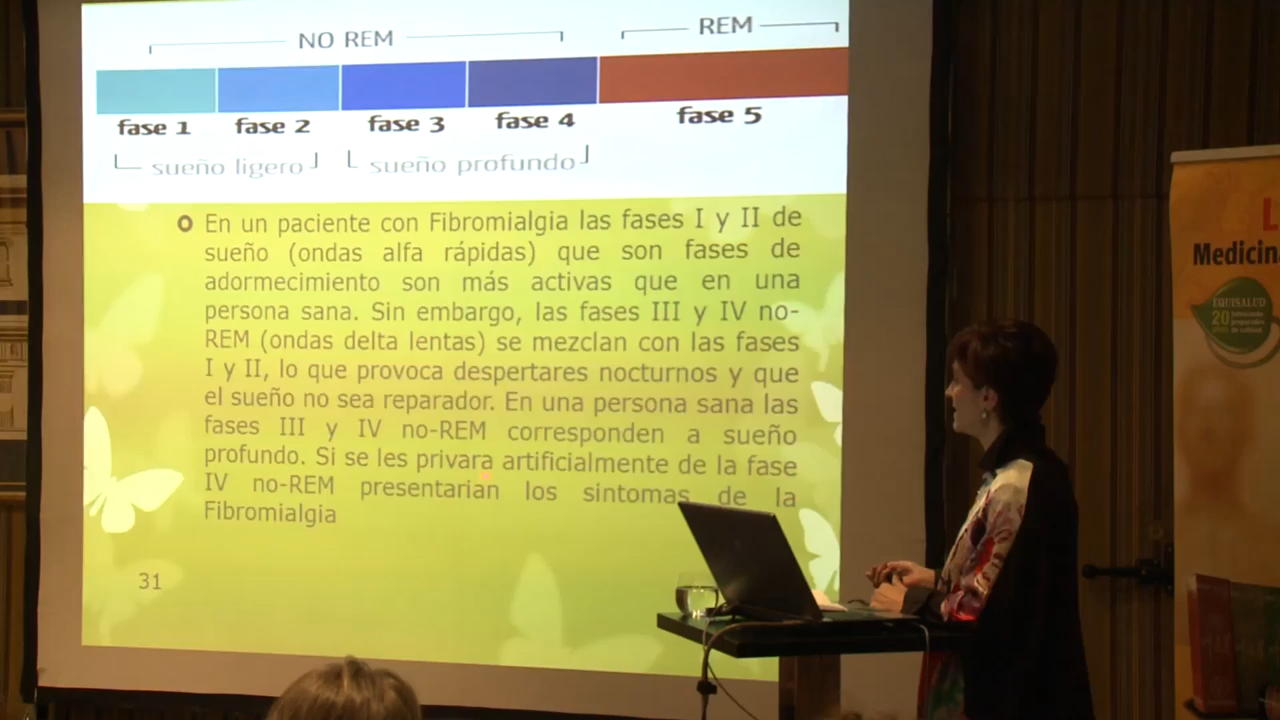 NO REM
REM
fase 1
fase 2
fase 3
fase 4
fase 5
sueño ligero
sueño profundo
En un paciente con Fibromialgia las fases I y II de
sueño (ondas alfa rápidas) que son fases de
adormecimiento son más activas que en una
persona sana. Sin embargo, las fases III y IV no-
REM (ondas delta lentas) se mezclan con las fases
I y II, lo que provoca despertares nocturnos y que
el sueño no sea reparador. En una persona sana las
fases III y IV no-REM corresponden a sueño
profundo. Si se les privara artificialmente de la fase
IV no-REM presentarian los sintomas de la
Fibromialgia
31
L
Medicin
EQUISALUD
20